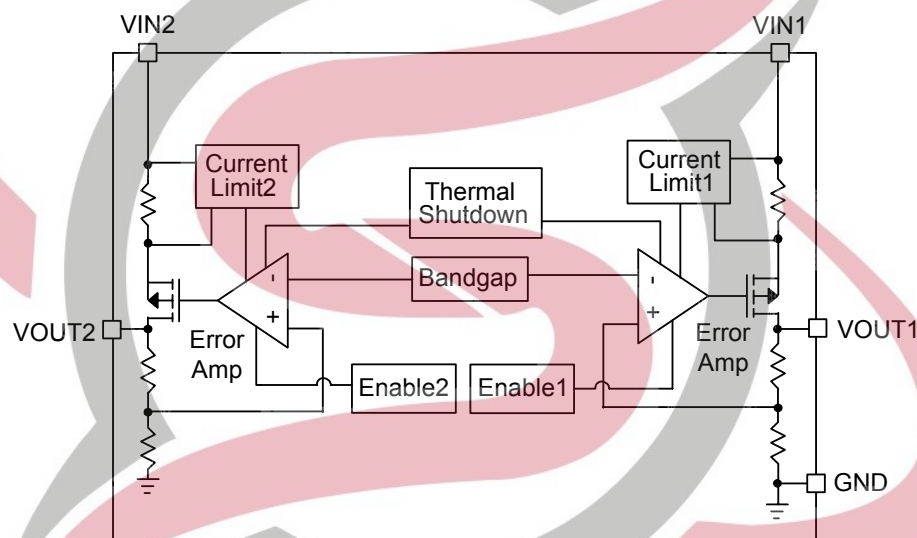 VIN2
VIN1
Current
Limit2
Current
Limit1
Thermal
Shutdown
-
Bandgap
-
+
+
VOUT2
Error
Amp
Error
Amp
VOUT1
Enable2
Enable1
GND